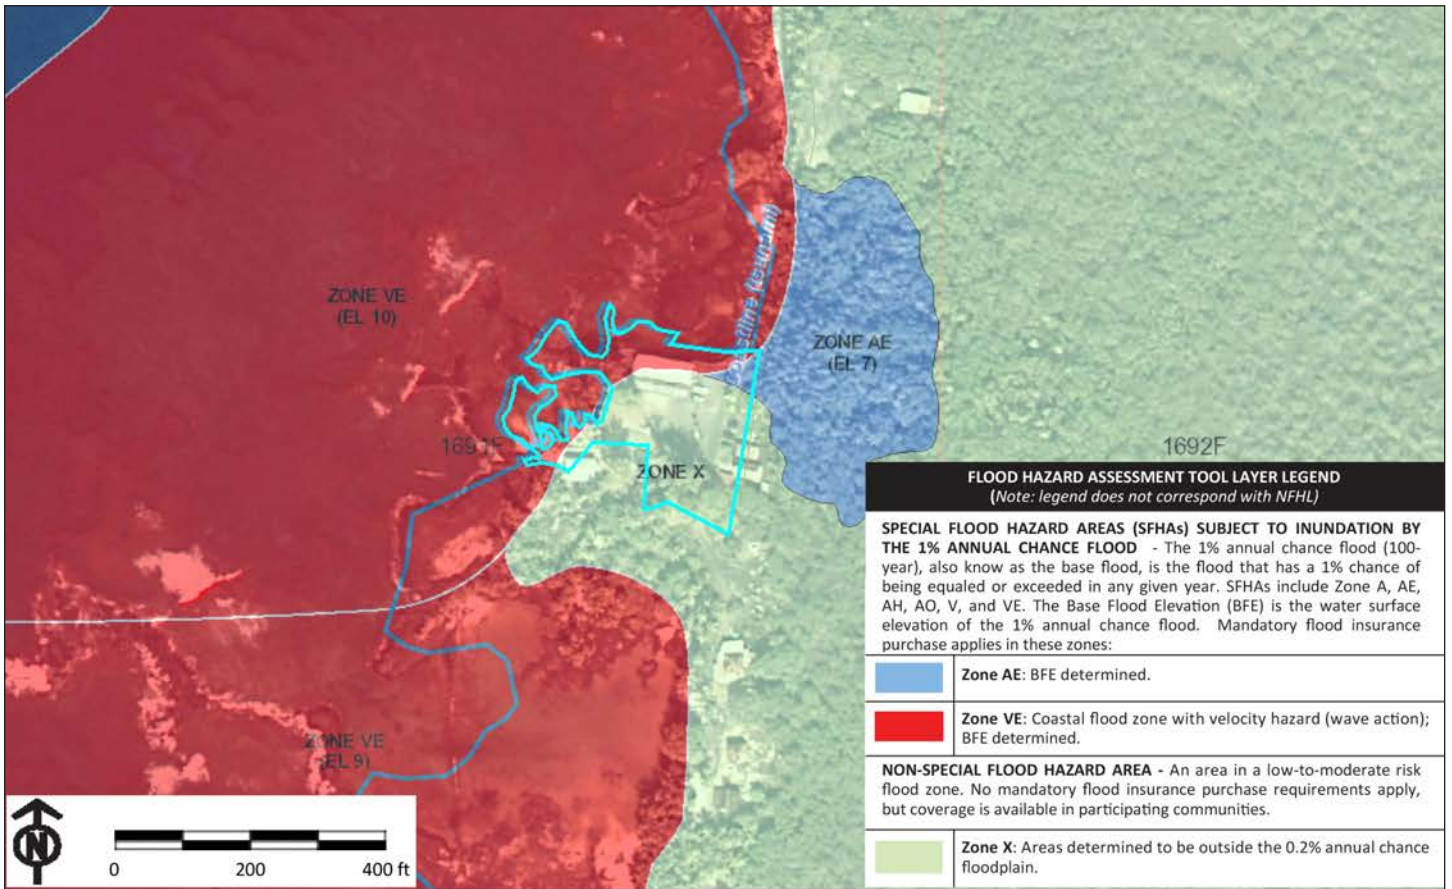 ZONE VE
(EL 10)
ZONE AE
(EL 7)
1692F
ZONE X
ZONE VE
(EL 9)
N
0 200 400 ft
FLOOD HAZARD ASSESSMENT TOOL LAYER LEGEND
(Note: legend does not correspond with NFHL)
SPECIAL FLOOD HAZARD AREAS (SFHAs) SUBJECT TO INUNDATION BY
THE 1% ANNUAL CHANCE FLOOD - The 1% annual chance flood (100-
year), also know as the base flood, is the flood that has a 1% chance of
being equaled or exceeded in any given year. SFHAs include Zone A, AE,
AH, AO, V, and VE. The Base Flood Elevation (BFE) is the water surface
elevation of the 1% annual chance flood. Mandatory flood insurance
purchase applies in these zones:
Zone AE: BFE determined.
Zone VE: Coastal flood zone with velocity hazard (wave action);
BFE determined.
NON-SPECIAL FLOOD HAZARD AREA - An area in a low-to-moderate risk
flood zone. No mandatory flood insurance purchase requirements apply,
but coverage is available in participating communities.
Zone X: Areas determined to be outside the 0.2% annual chance
floodplain.